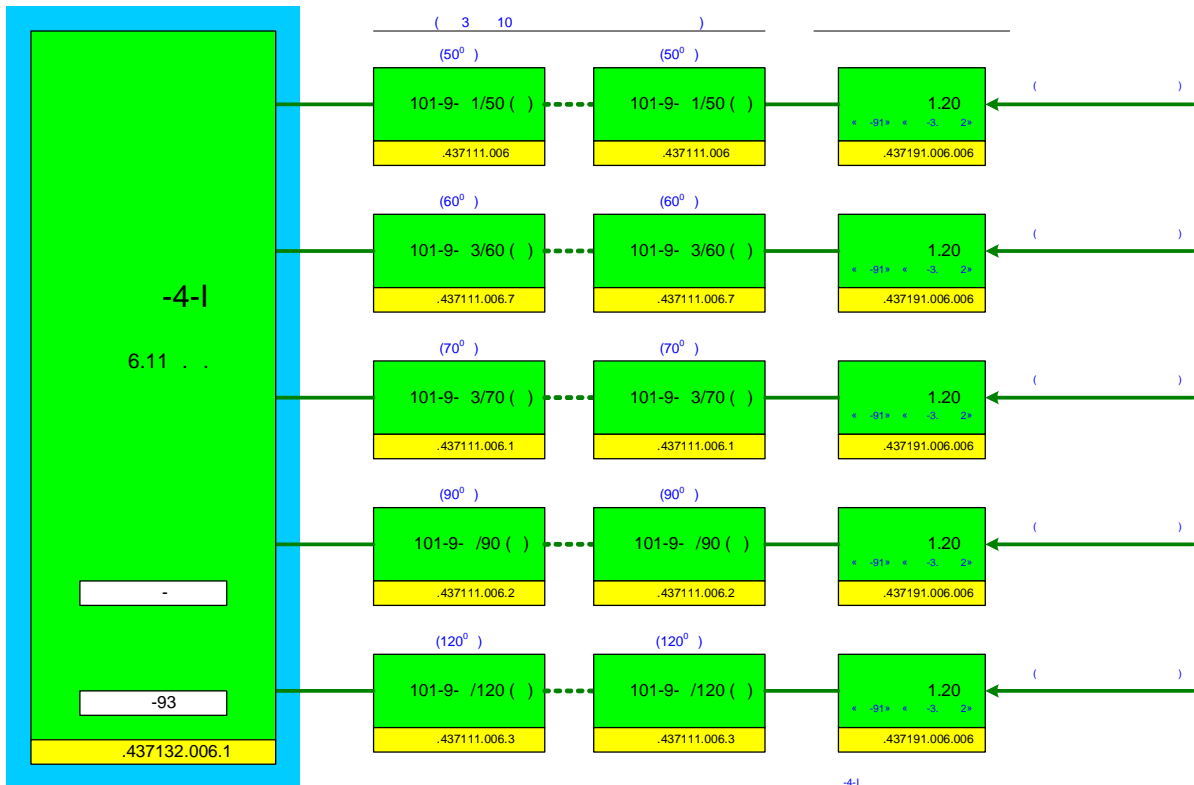 ( 3 10 )
(50⁰ ) (50⁰ )
101-9- 1/50 ( ) 101-9- 1/50 ( ) 1.20 ( )
« -91» « -3. 2»
.437111.006 .437111.006 .437191.006.006
(60⁰ ) (60⁰ )
101-9- 3/60 ( ) 101-9- 3/60 ( ) 1.20 ( )
« -91» « -3. 2»
.437111.006.7 .437111.006.7 .437191.006.006
-4-I
6.11 . .
(70⁰ ) (70⁰ )
101-9- 3/70 ( ) 101-9- 3/70 ( ) 1.20 ( )
« -91» « -3. 2»
.437111.006.1 .437111.006.1 .437191.006.006
(90⁰ ) (90⁰ )
101-9- /90 ( ) 101-9- /90 ( ) 1.20 ( )
« -91» « -3. 2»
.437111.006.2 .437111.006.2 .437191.006.006
-
(120⁰ ) (120⁰ )
101-9- /120 ( ) 101-9- /120 ( ) 1.20 ( )
« -91» « -3. 2»
-93
.437111.006.3 .437111.006.3 .437191.006.006
.437132.006.1
-4-I